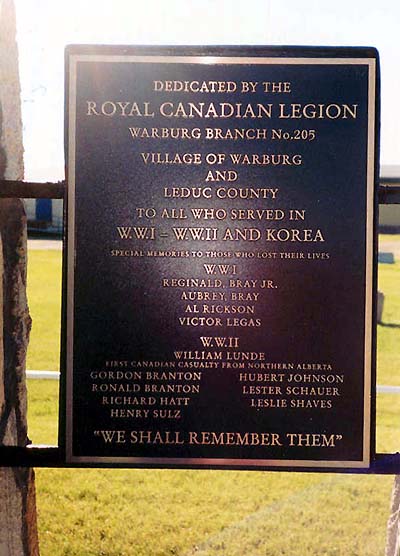 DEDICATED BY THE
ROYAL CANADIAN LEGION
WARBURG BRANCH No.205
VILLAGE OF WARBURG
AND
LEDUC COUNTY
TO ALL WHO SERVED IN
W.W.I – W.W.II AND KOREA
SPECIAL MEMORIES TO THOSE WHO LOST THEIR LIVES
W.W.I
REGINALD, BRAY JR.
AUBREY, BRAY
AL RICKSON
VICTOR LEGAS
W.W.II
WILLIAM LUNDE
FIRST CANADIAN CASUALTY FROM NORTHERN ALBERTA
GORDON BRANTON HUBERT JOHNSON
RONALD BRANTON LESTER SCHAUER
RICHARD HATT LESLIE SHAVES
HENRY SULZ
"WE SHALL REMEMBER THEM"